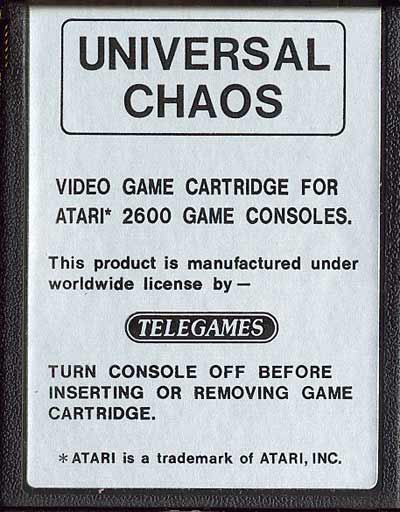 UNIVERSAL
CHAOS
VIDEO GAME CARTRIDGE FOR
ATARI* 2600 GAME CONSOLES.
This product is manufactured under
worldwide license by —
TELEGAMES
TURN CONSOLE OFF BEFORE
INSERTING OR REMOVING GAME
CARTRIDGE.
* ATARI is a trademark of ATARI, INC.